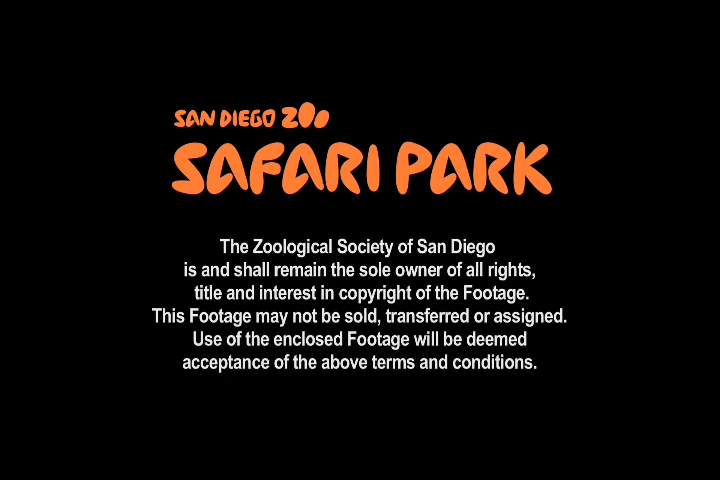 SAN DIEGO ZOO
SAFARI PARK
The Zoological Society of San Diego
is and shall remain the sole owner of all rights,
title and interest in copyright of the Footage.
This Footage may not be sold, transferred or assigned.
Use of the enclosed Footage will be deemed
acceptance of the above terms and conditions.